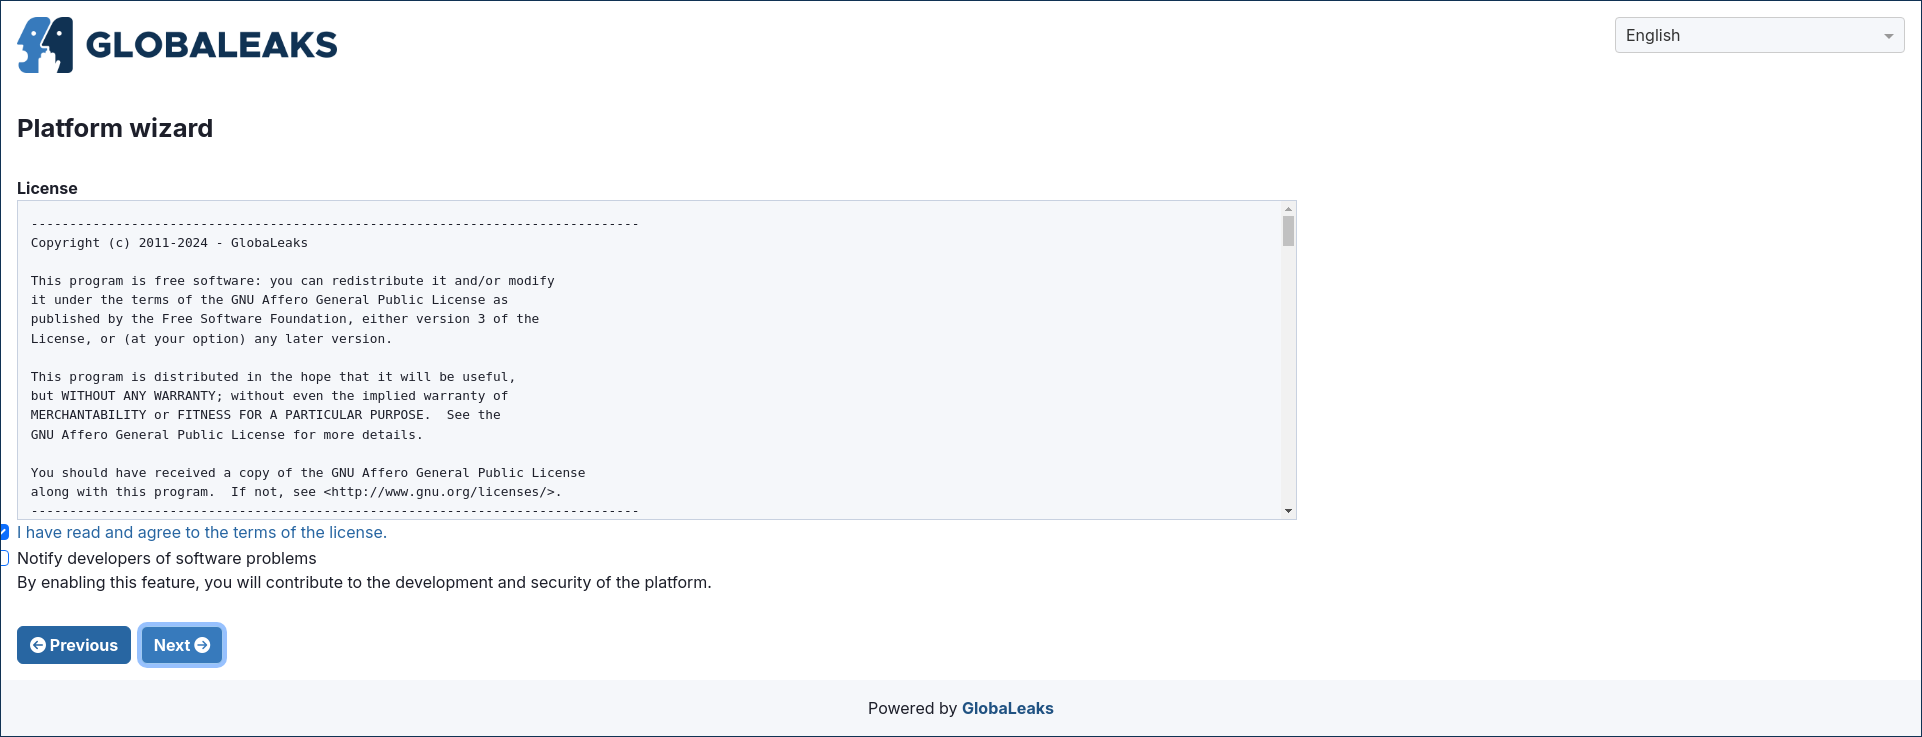 GLOBALEAKS
English
Platform wizard
License
-------------------------------------------------------------------------------
Copyright (c) 2011-2024 - GlobaLeaks
This program is free software: you can redistribute it and/or modify
it under the terms of the GNU Affero General Public License as
published by the Free Software Foundation, either version 3 of the
License, or (at your option) any later version.
This program is distributed in the hope that it will be useful,
but WITHOUT ANY WARRANTY; without even the implied warranty of
MERCHANTABILITY or FITNESS FOR A PARTICULAR PURPOSE.  See the
GNU Affero General Public License for more details.
You should have received a copy of the GNU Affero General Public License
along with this program.  If not, see <http://www.gnu.org/licenses/>.
-------------------------------------------------------------------------------
I have read and agree to the terms of the license.
Notify developers of software problems
By enabling this feature, you will contribute to the development and security of the platform.
Previous
Next
Powered by GlobaLeaks